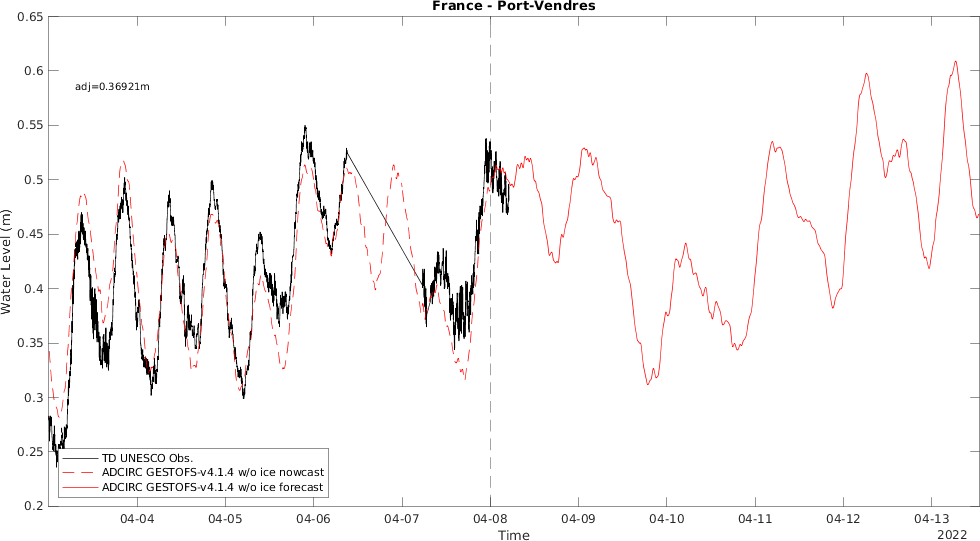 France - Port-Vendres
0.65
0.6
0.55
0.5
0.45
0.4
0.35
0.3
0.25
0.2
Water Level (m)
adj=0.36921m
TD UNESCO Obs.
ADCIRC GESTOFS-v4.1.4 w/o ice nowcast
ADCIRC GESTOFS-v4.1.4 w/o ice forecast
04-04 04-05 04-06 04-07 04-08 04-09 04-10 04-11 04-12 04-13
Time
2022